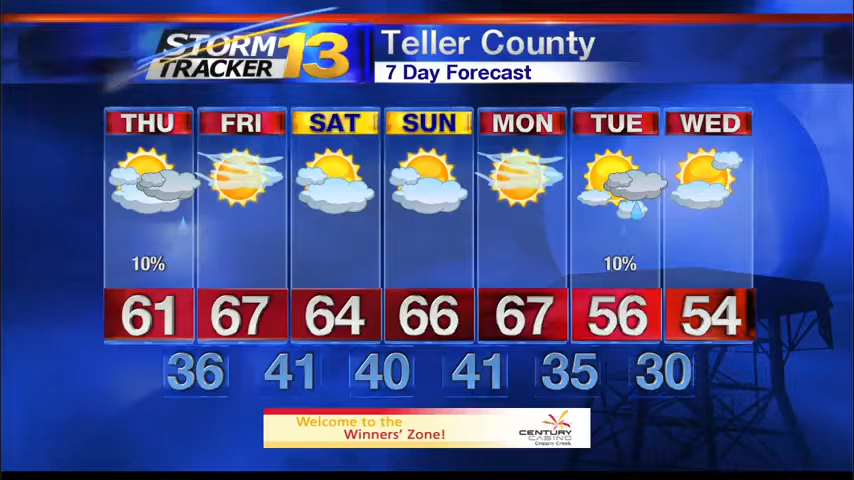 STORM
TRACKER
13
Teller County
7 Day Forecast
THU FRI SAT SUN MON TUE WED
10% 10%
61 67 64 66 67 56 54
36 41 40 41 35 30
Welcome to the
Winners' Zone!
CENTURY
CASINO
Cripple Creek